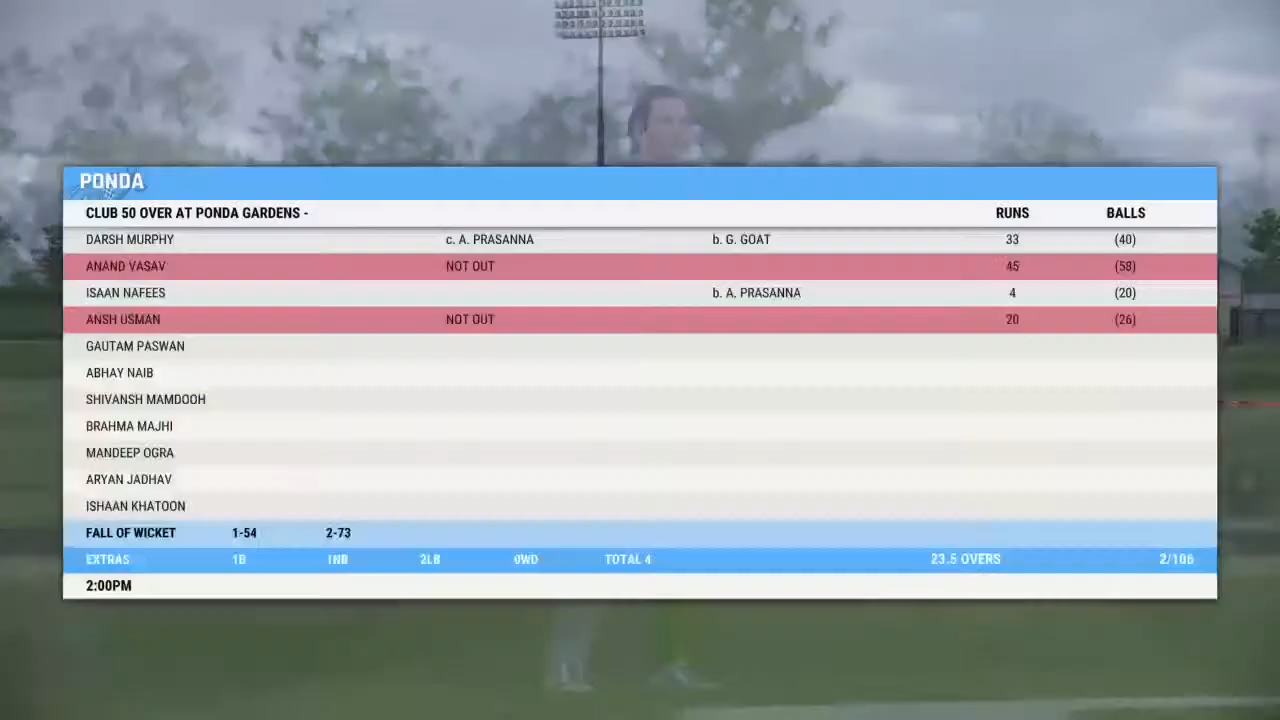 PONDA
CLUB 50 OVER AT PONDA GARDENS - RUNS BALLS
DARSH MURPHY c. A. PRASANNA b. G. GOAT 33 (40)
ANAND VASAV NOT OUT 45 (58)
ISAAN NAFEES b. A. PRASANNA 4 (20)
ANSH USMAN NOT OUT 20 (26)
GAUTAM PASWAN
ABHAY NAIB
SHIVANSH MAMDOOH
BRAHMA MAJHI
MANDEEP OGRA
ARYAN JADHAV
ISHAAN KHATOON
FALL OF WICKET 1-54 2-73
EXTRAS 1B 1NB 2LB 0WD TOTAL 4 23.5 OVERS 2/106
2:00PM